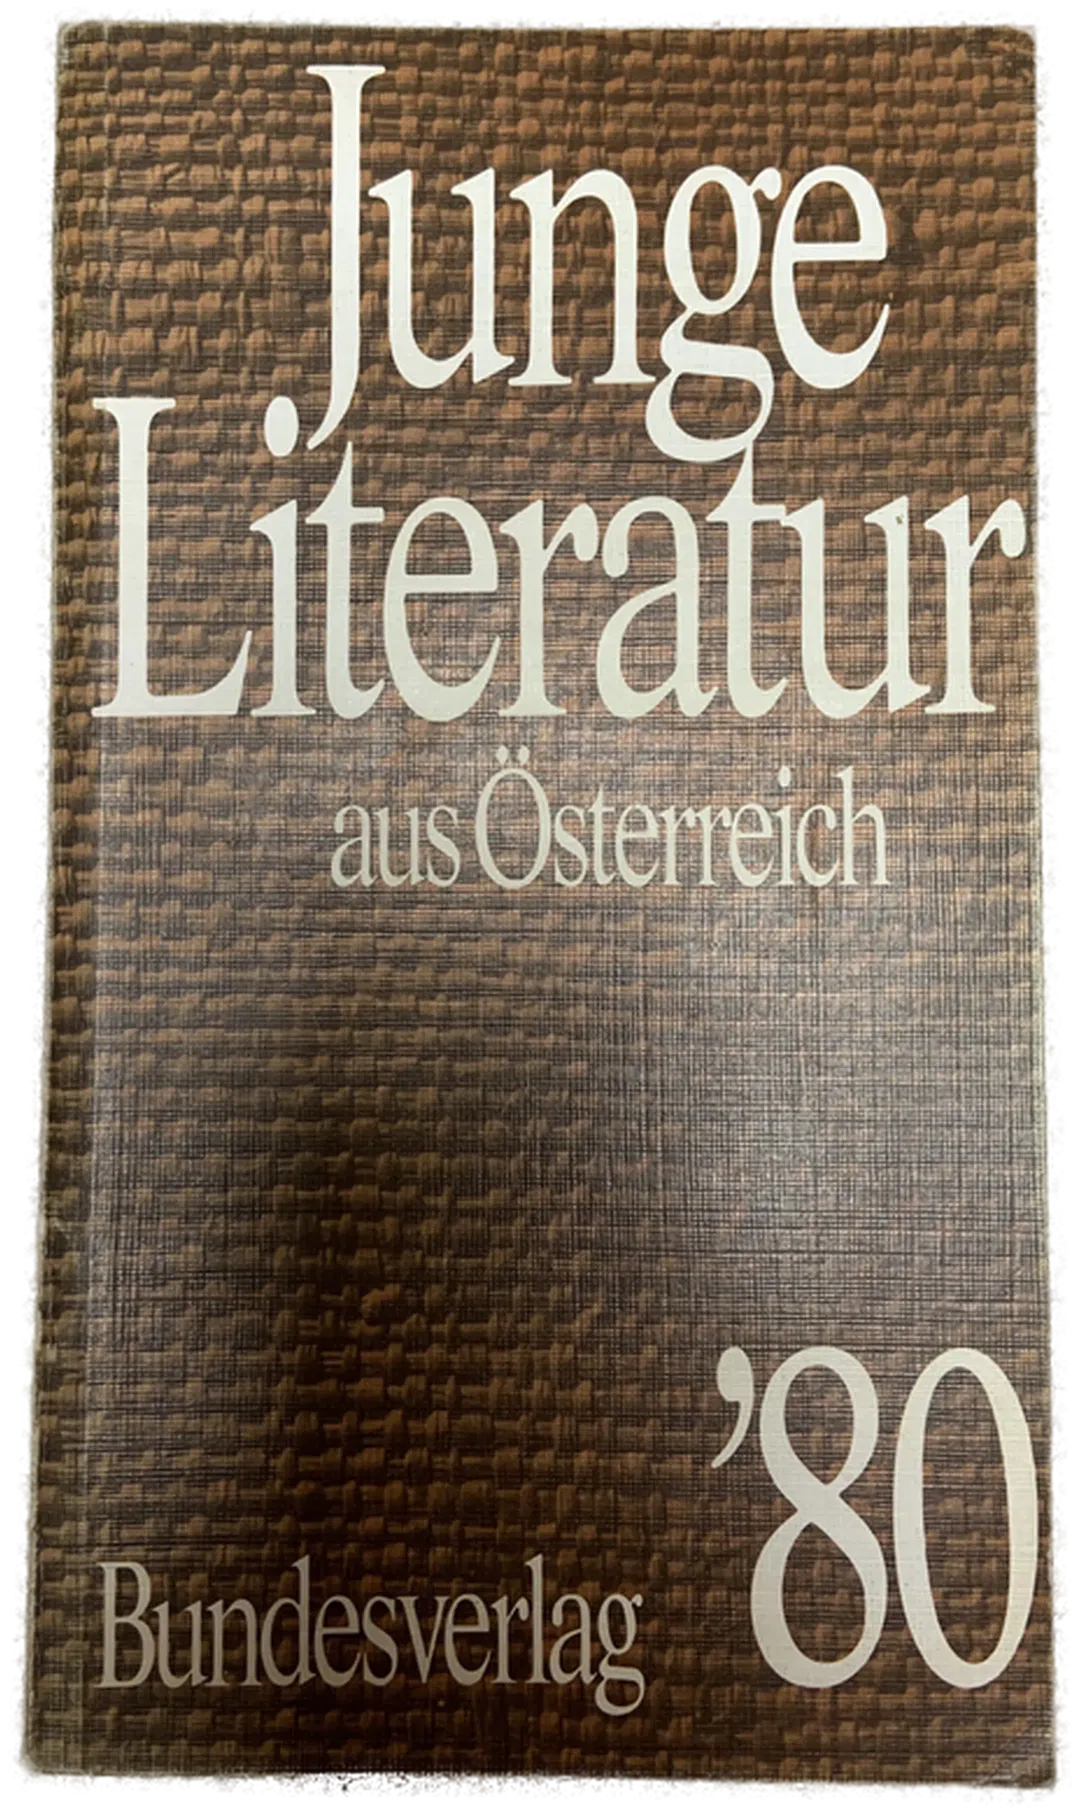 Junge
Literatur
aus Österreich
’80
Bundesverlag